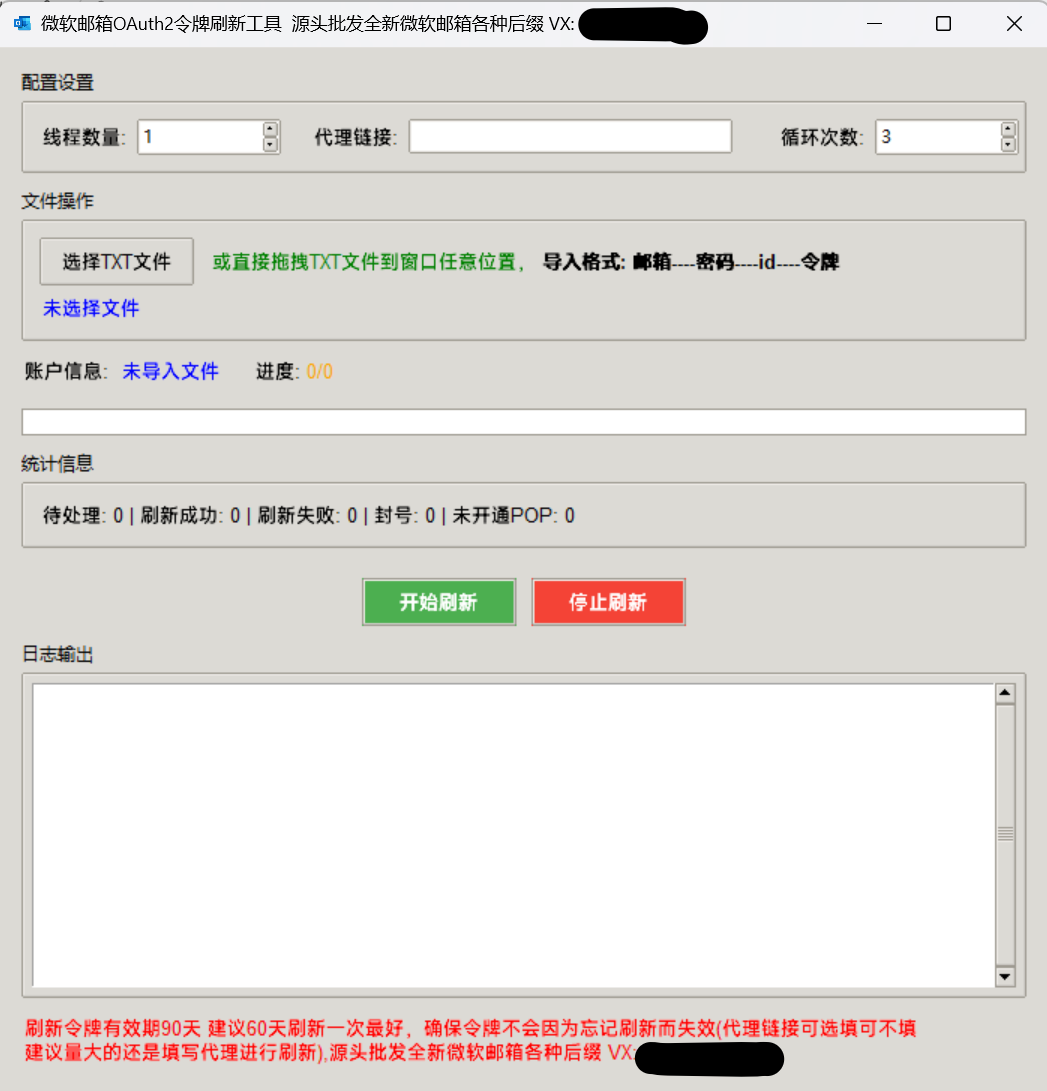 微软邮箱OAuth2令牌刷新工具 源头批发全新微软邮箱各种后缀 VX:
配置设置
线程数量: 1 代理链接: 循环次数: 3
文件操作
选择TXT文件 或直接拖拽TXT文件到窗口任意位置， 导入格式: 邮箱----密码----id----令牌
未选择文件
账户信息: 未导入文件 进度: 0/0
统计信息
待处理: 0 | 刷新成功: 0 | 刷新失败: 0 | 封号: 0 | 未开通POP: 0
开始刷新 停止刷新
日志输出
刷新令牌有效期90天 建议60天刷新一次最好，确保令牌不会因为忘记刷新而失效(代理链接可选填可不填
建议量大的还是填写代理进行刷新),源头批发全新微软邮箱各种后缀 VX: